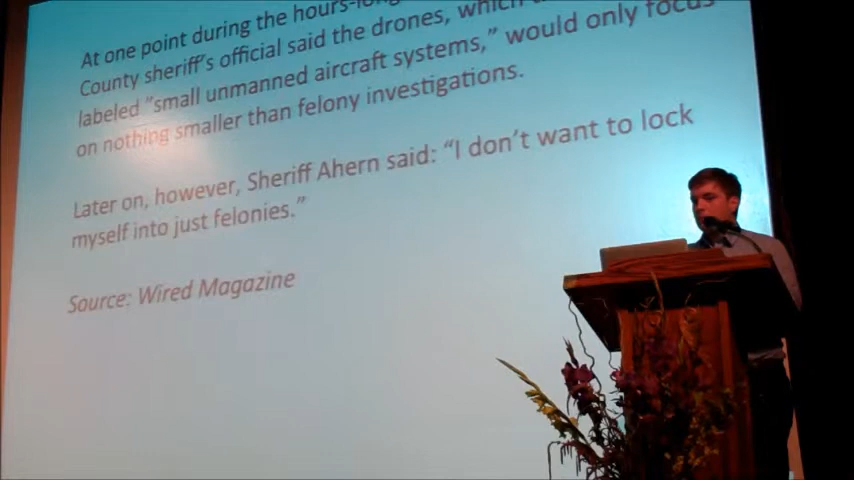 At one point during the hours-long
County sheriff's official said the drones, which
labeled "small unmanned aircraft systems," would only focus
on nothing smaller than felony investigations.
Later on, however, Sheriff Ahern said: "I don't want to lock
myself into just felonies."
Source: Wired Magazine